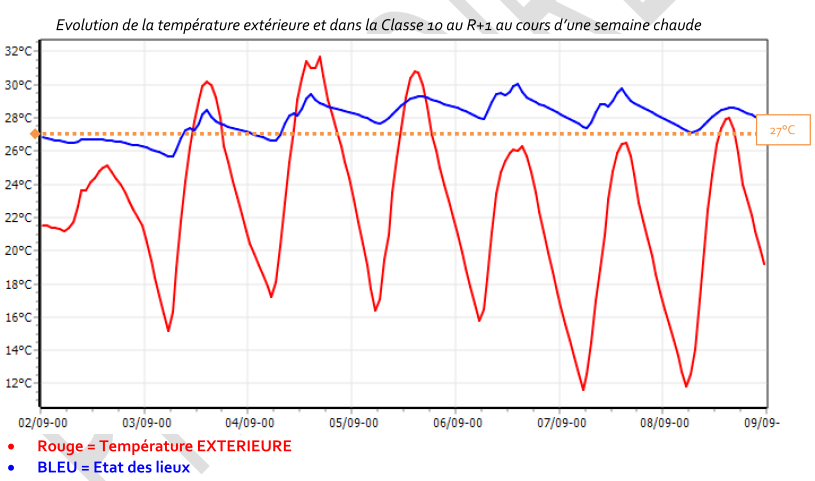 Evolution de la température extérieure et dans la Classe 10 au R+1 au cours d'une semaine chaude
32°C
30°C
28°C
27°C
26°C
24°C
22°C
20°C
18°C
16°C
14°C
12°C
02/09-00 03/09-00 04/09-00 05/09-00 06/09-00 07/09-00 08/09-00 09/09-
• Rouge = Température EXTERIEURE
• BLEU = Etat des lieux